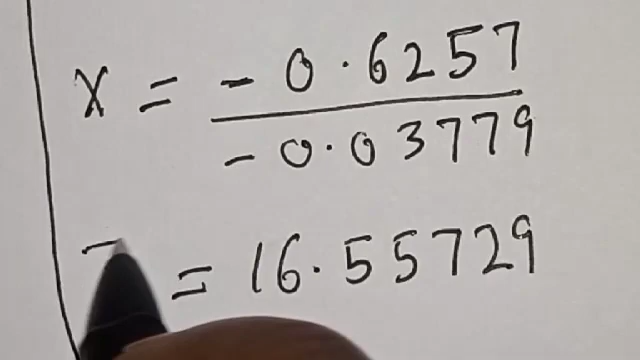 x = - 0.6257
- 0.03779
= 16.55729